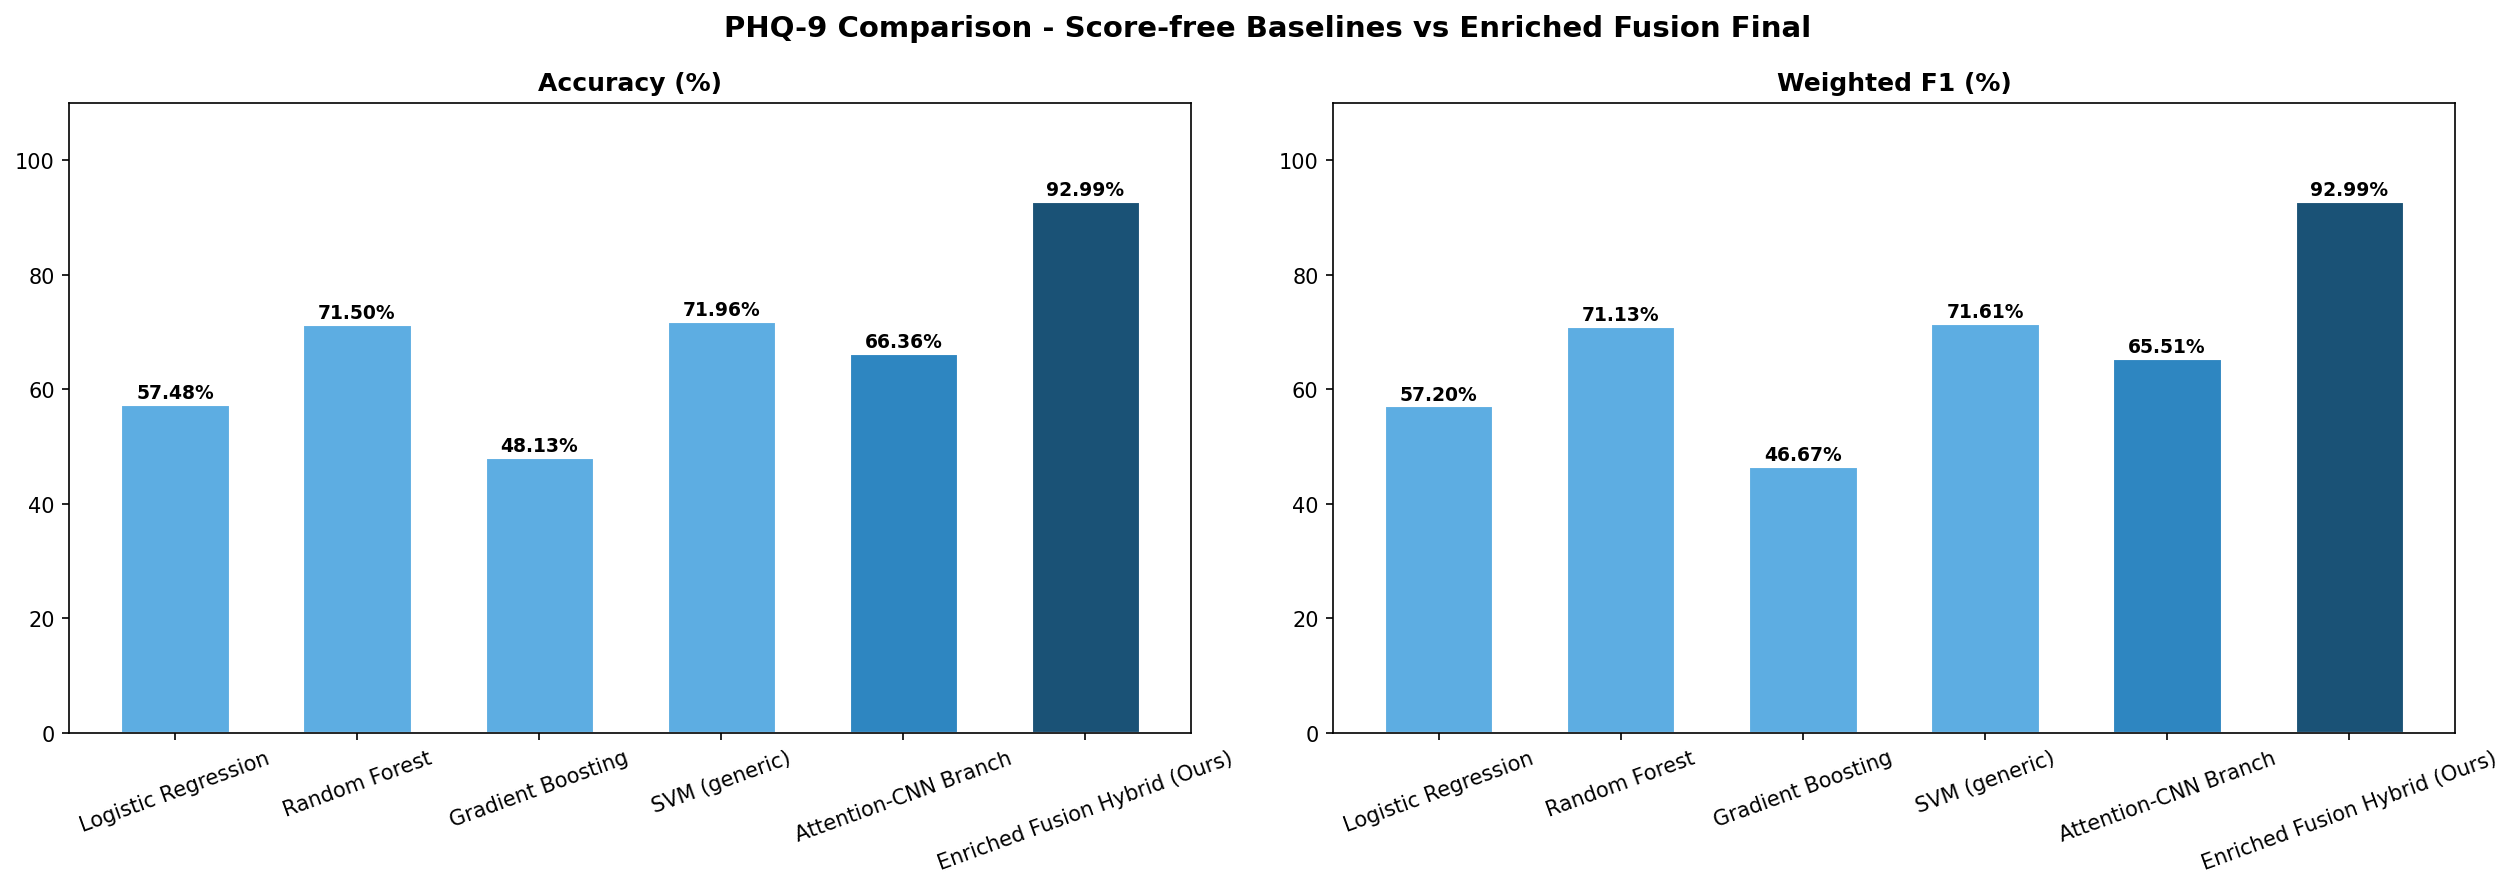 PHQ-9 Comparison - Score-free Baselines vs Enriched Fusion Final
Accuracy (%)
100
80
60
40
20
0
57.48%
71.50%
48.13%
71.96%
66.36%
92.99%
Logistic Regression
Random Forest
Gradient Boosting
SVM (generic)
Attention-CNN Branch
Enriched Fusion Hybrid (Ours)
Weighted F1 (%)
100
80
60
40
20
0
57.20%
71.13%
46.67%
71.61%
65.51%
92.99%
Logistic Regression
Random Forest
Gradient Boosting
SVM (generic)
Attention-CNN Branch
Enriched Fusion Hybrid (Ours)